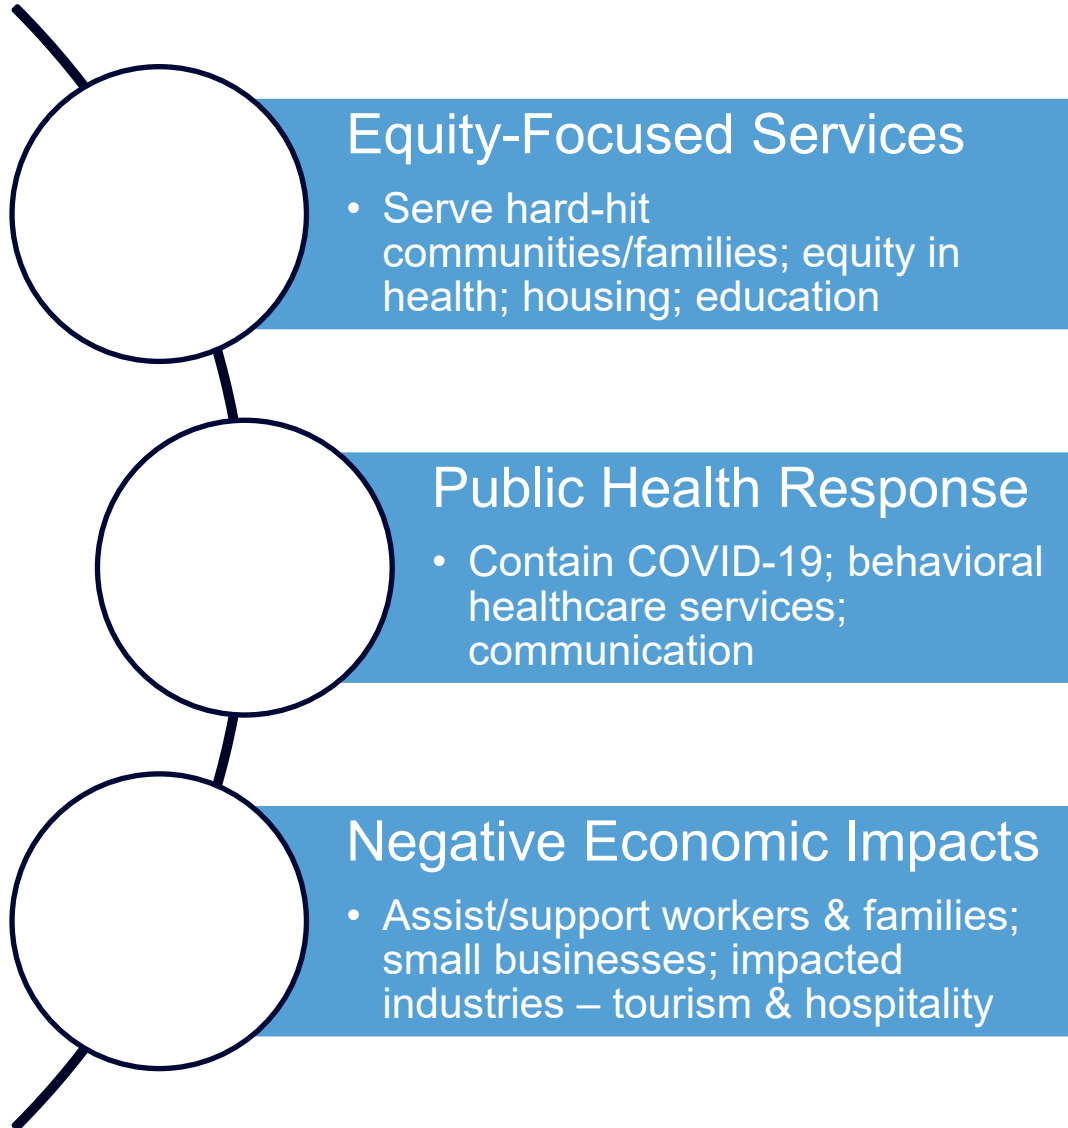 Equity-Focused Services
• Serve hard-hit
communities/families; equity in
health; housing; education
Public Health Response
• Contain COVID-19; behavioral
healthcare services;
communication
Negative Economic Impacts
• Assist/support workers & families;
small businesses; impacted
industries – tourism & hospitality